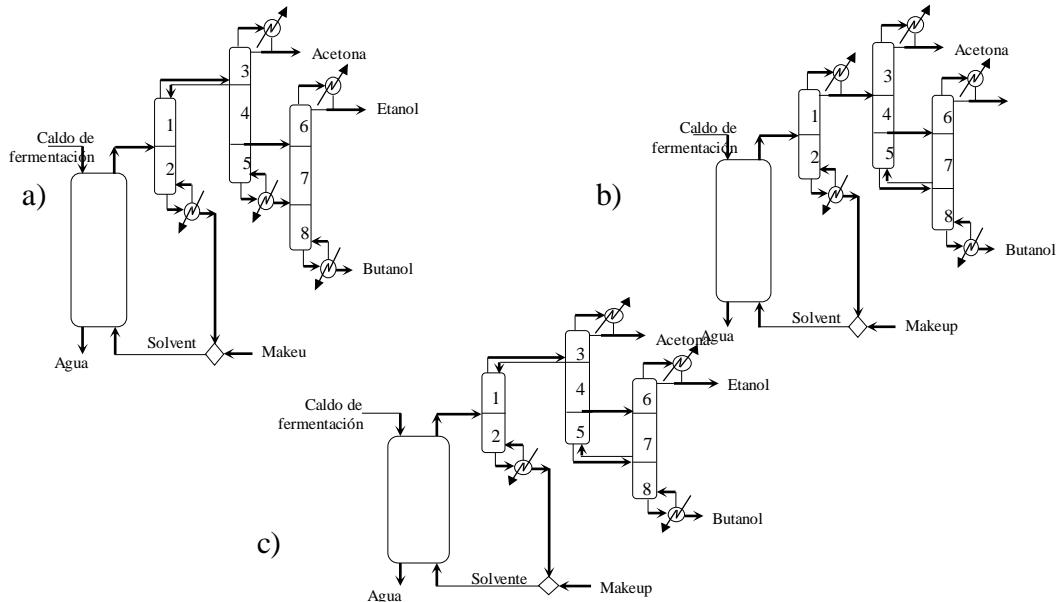 Acetona
3
Etanol
4
6
1
Caldo de
fermentación
2
5
7
a)
8
Butanol
Solvent
Makeu
Agua
Acetona
3
1
4
6
Caldo de
fermentación
2
5
7
b)
8
Butanol
Solvent
Makeup
Agua
Acetona
3
Etanol
4
6
1
Caldo de
fermentación
2
5
7
8
Butanol
c)
Solvente
Makeup
Agua